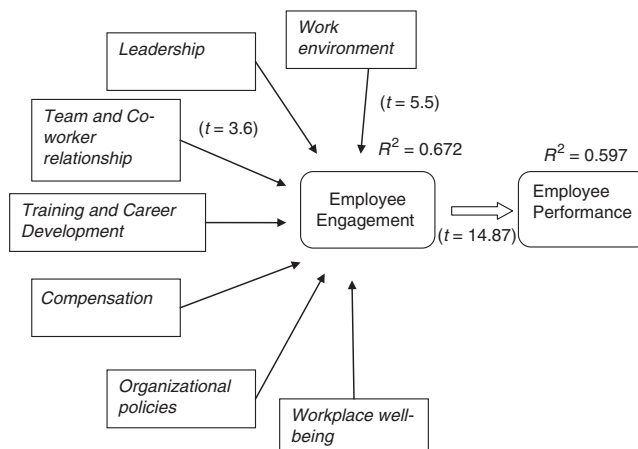 Leadership
Work
environment
(t = 5.5)
Team and Co-
worker
relationship
(t = 3.6)
R² = 0.672
R² = 0.597
Employee
Engagement
Employee
Performance
(t = 14.87)
Training and Career
Development
Compensation
Organizational
policies
Workplace well-
being